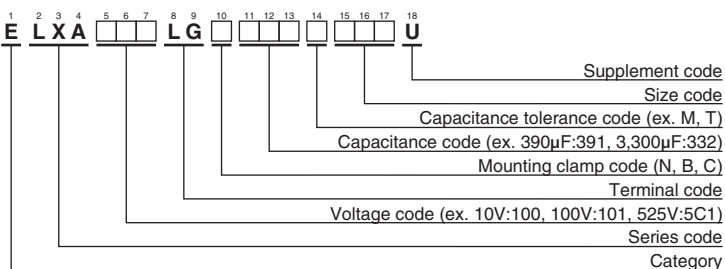 1 2 3 4 5 6 7 8 9 10 11 12 13 14 15 16 17 18
E LXA □□□ LG □ □□□ □ □□□ U
Supplement code
Size code
Capacitance tolerance code (ex. M, T)
Capacitance code (ex. 390µF:391, 3,300µF:332)
Mounting clamp code (N, B, C)
Terminal code
Voltage code (ex. 10V:100, 100V:101, 525V:5C1)
Series code
Category